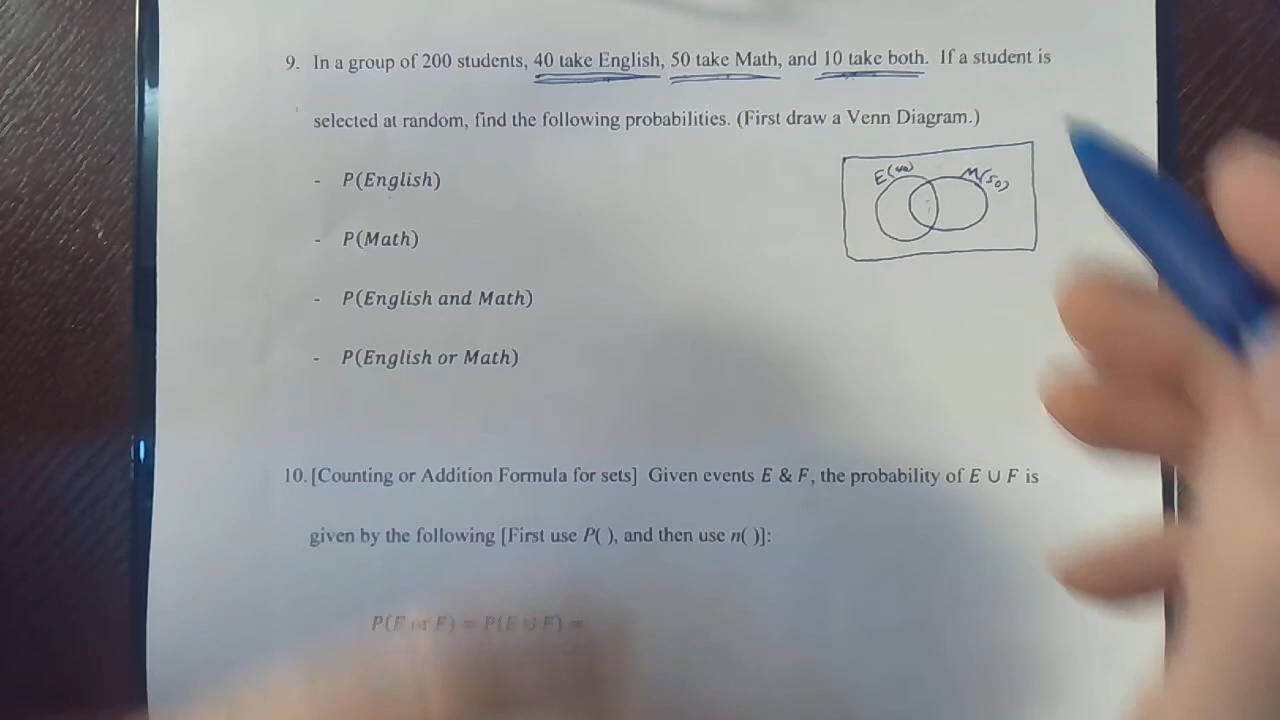 9. In a group of 200 students, 40 take English, 50 take Math, and 10 take both. If a student is
selected at random, find the following probabilities. (First draw a Venn Diagram.)
E(40) M(50)
- P(English)
- P(Math)
- P(English and Math)
- P(English or Math)
10. [Counting or Addition Formula for sets] Given events E & F, the probability of E ∪ F is
given by the following [First use P( ), and then use n( )]:
P(E or F) = P(E ∪ F) =